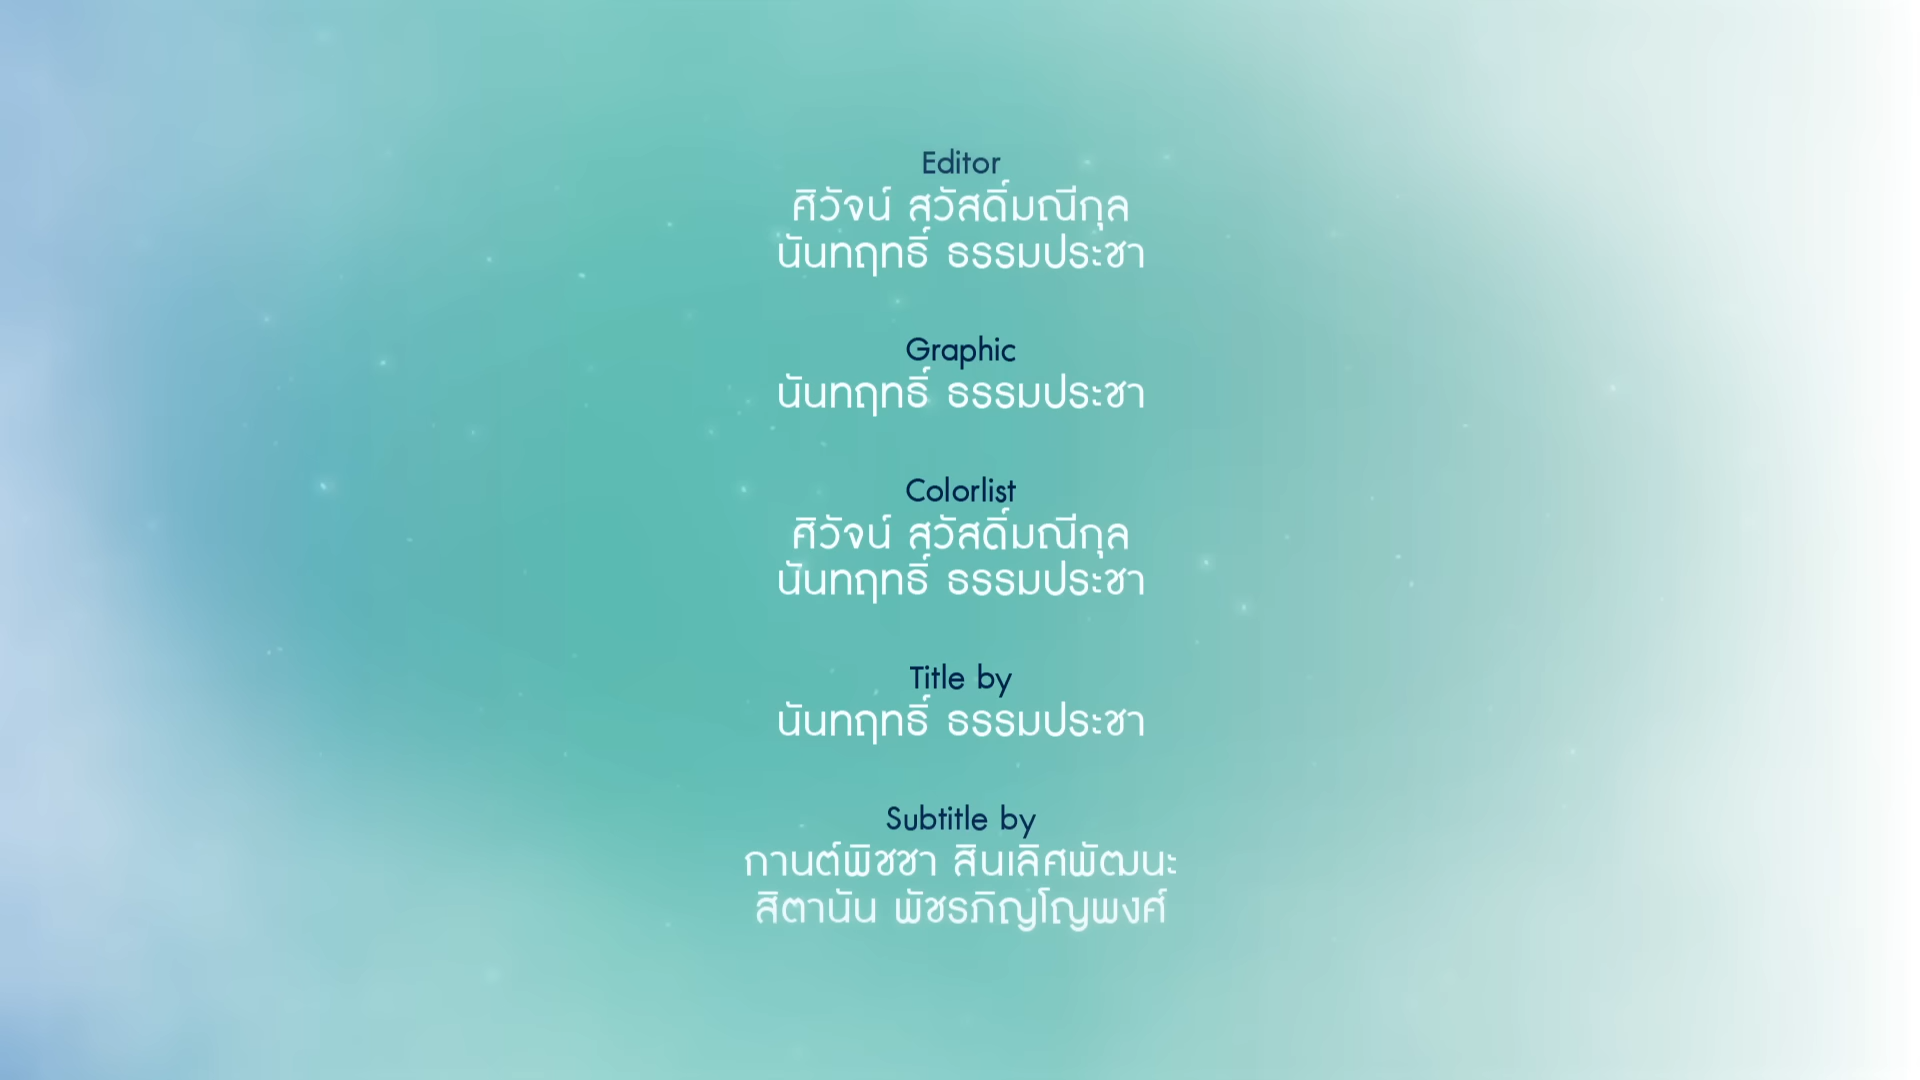 Editor
ศิวัจน์ สวัสดิ์มณีกุล
นันทฤทธิ์ ธรรมประชา
Graphic
นันทฤทธิ์ ธรรมประชา
Colorlist
ศิวัจน์ สวัสดิ์มณีกุล
นันทฤทธิ์ ธรรมประชา
Title by
นันทฤทธิ์ ธรรมประชา
Subtitle by
กานต์พิชชา สินเลิศพัฒนะ
สิตานัน พัชรภิญโญพงศ์